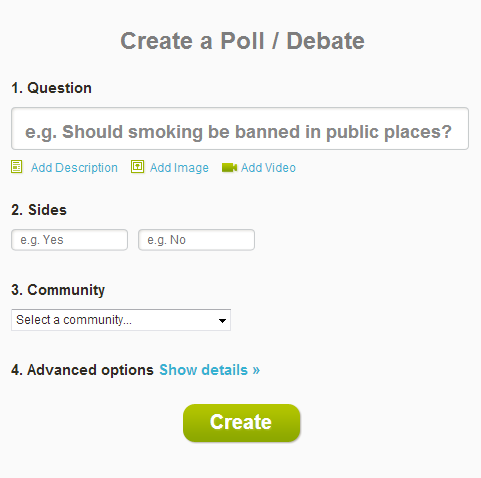 Create a Poll / Debate
1. Question
e.g. Should smoking be banned in public places?
Add Description Add Image Add Video
2. Sides
e.g. Yes e.g. No
3. Community
Select a community...
4. Advanced options Show details »
Create